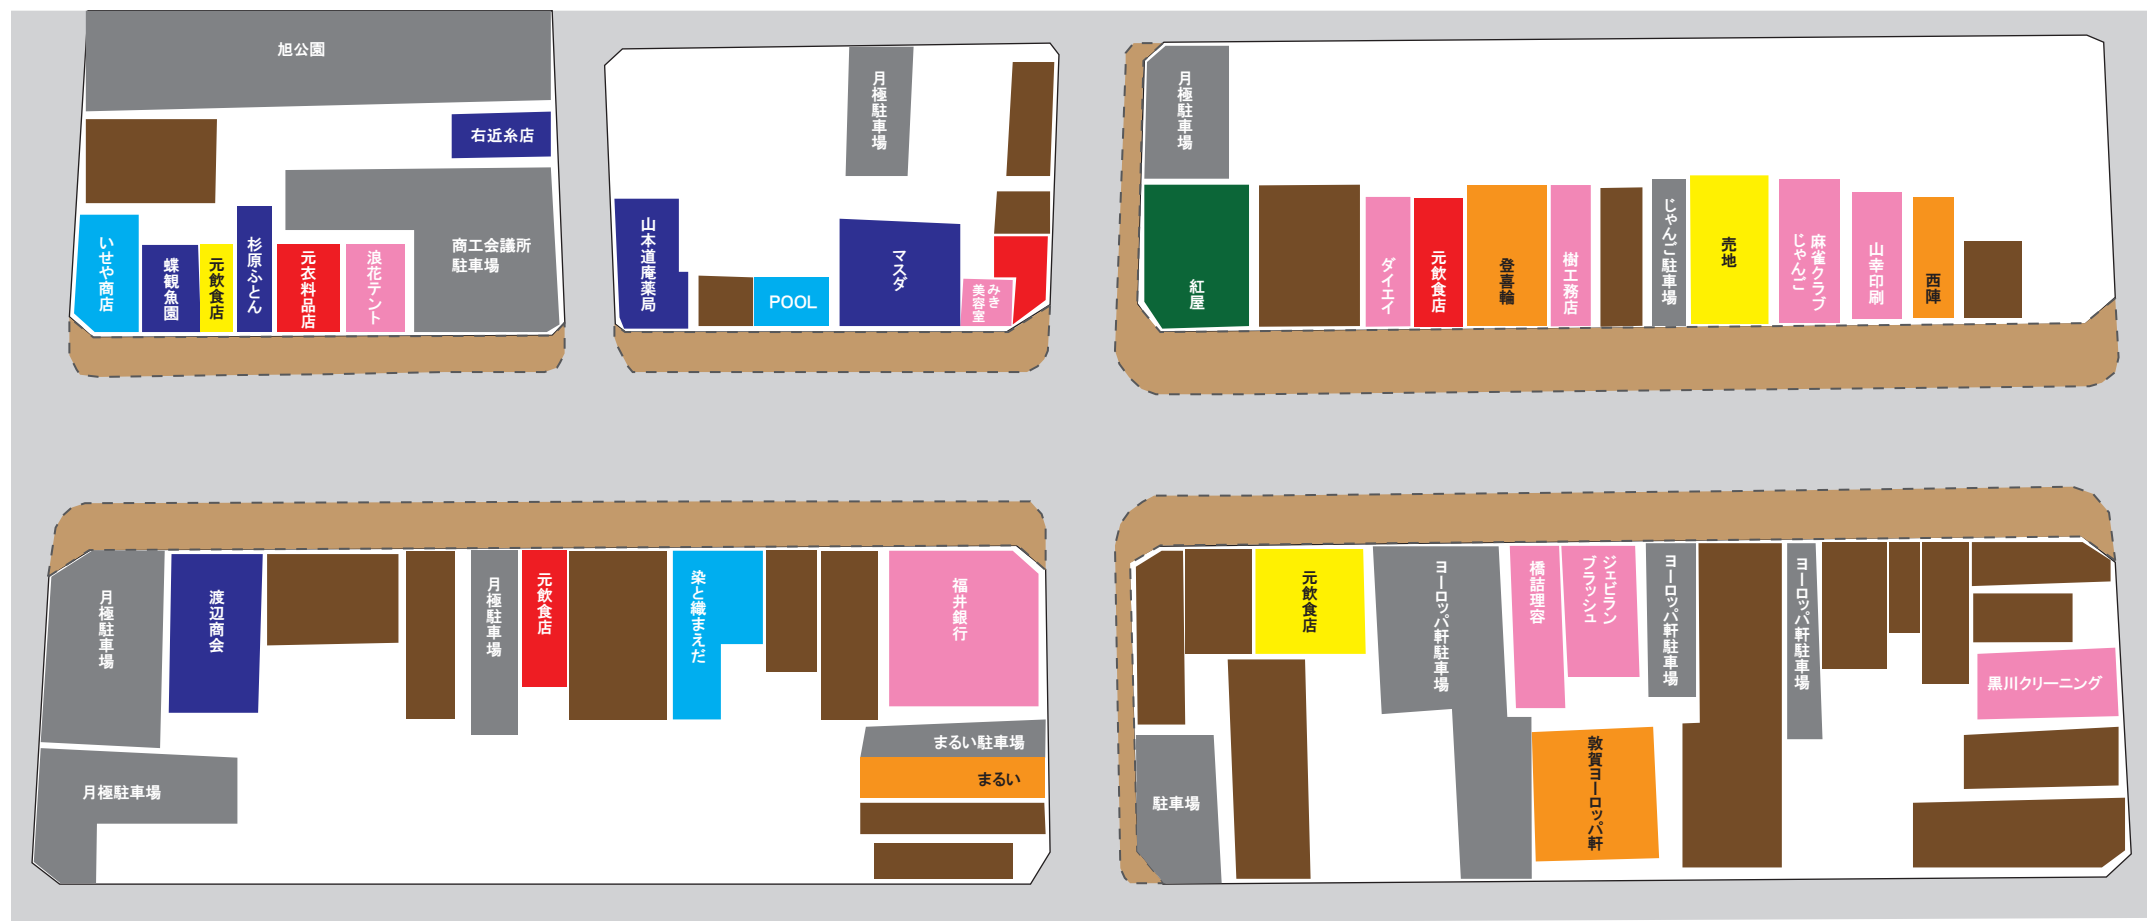 旭公園
右近糸店
いせや商店
蝶観魚園
元飲食店
杉原ふとん
元衣料品店
浪花テント
商工会議所
駐車場
月極駐車場
山本道庵薬局
POOL
マスダ
みき
美容室
月極駐車場
紅屋
ダイエイ
元飲食店
登喜輪
樹工務店
じゃんご駐車場
売地
麻雀クラブ
じゃんご
山幸印刷
西陣
月極駐車場
渡辺商会
月極駐車場
元飲食店
染と織まえだ
福井銀行
まるい駐車場
まるい
月極駐車場
元飲食店
ヨーロッパ軒駐車場
橋詰理容
ジェビラン
ブラッシュ
ヨーロッパ軒駐車場
ヨーロッパ軒駐車場
黒川クリーニング
敦賀ヨーロッパ軒
駐車場